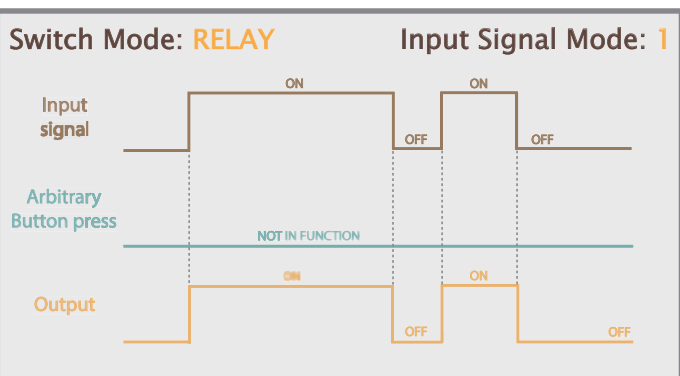 Switch Mode: RELAY
Input Signal Mode: 1
ON
ON
Input
signal
OFF
OFF
Arbitrary
Button press
NOT IN FUNCTION
ON
Output
OFF
OFF